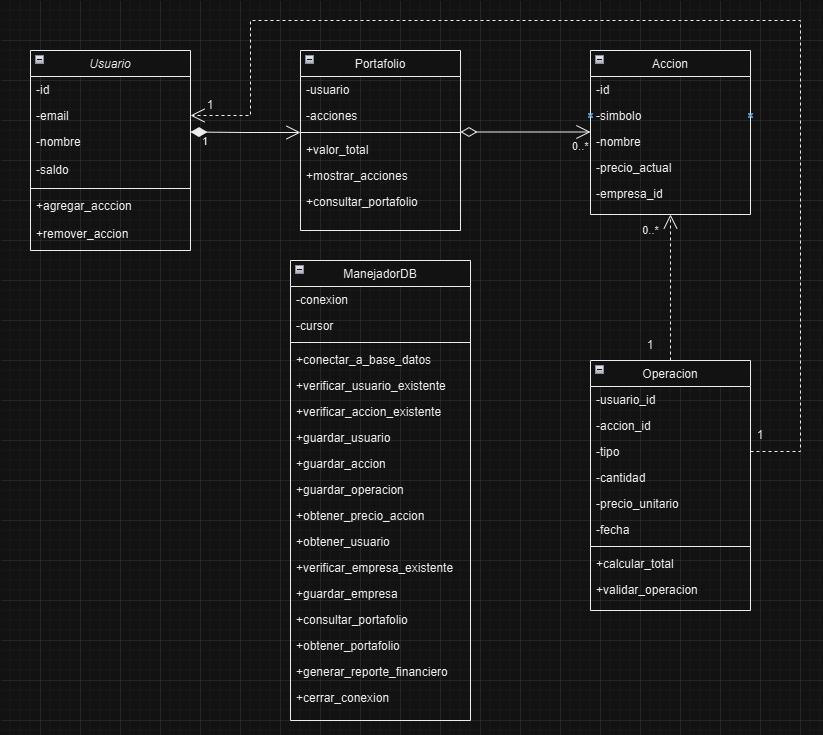 Usuario
-id
-email
-nombre
-saldo
+agregar_acccion
+remover_accion
1
1
Portafolio
-usuario
-acciones
+valor_total
+mostrar_acciones
+consultar_portafolio
0..*
Accion
-id
-simbolo
-nombre
-precio_actual
-empresa_id
0..*
1
ManejadorDB
-conexion
-cursor
+conectar_a_base_datos
+verificar_usuario_existente
+verificar_accion_existente
+guardar_usuario
+guardar_accion
+guardar_operacion
+obtener_precio_accion
+obtener_usuario
+verificar_empresa_existente
+guardar_empresa
+consultar_portafolio
+obtener_portafolio
+generar_reporte_financiero
+cerrar_conexion
Operacion
-usuario_id
-accion_id
-tipo
-cantidad
-precio_unitario
-fecha
+calcular_total
+validar_operacion
1